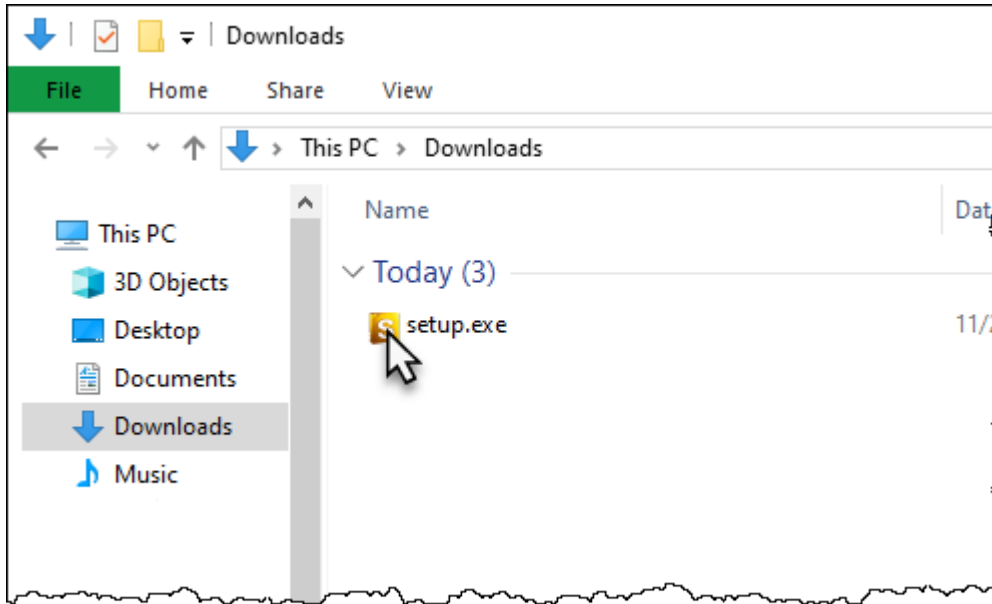 Downloads
File Home Share View
This PC > Downloads
Name
This PC
Today (3)
3D Objects
setup.exe
Desktop
Documents
Downloads
Music